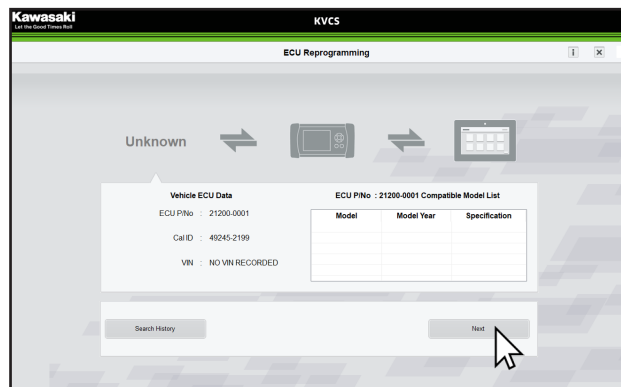 Kawasaki
Let the Good Times Roll
KVCS
ECU Reprogramming
i
Unknown
Vehicle ECU Data
ECU P/No : 21200-0001
Cal ID : 49245-2199
VIN : NO VIN RECORDED
ECU P/No : 21200-0001 Compatible Model List
Model Model Year Specification
Search History
Next